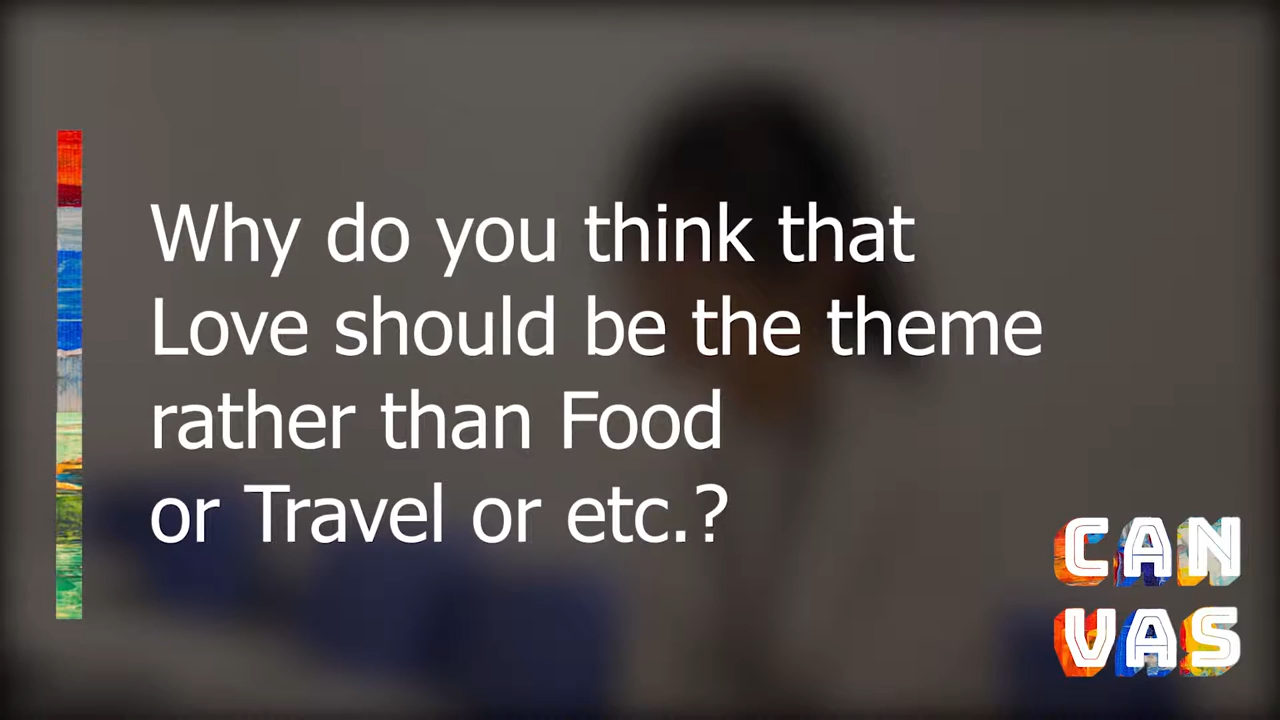 Why do you think that
Love should be the theme
rather than Food
or Travel or etc.?
CAN
VAS